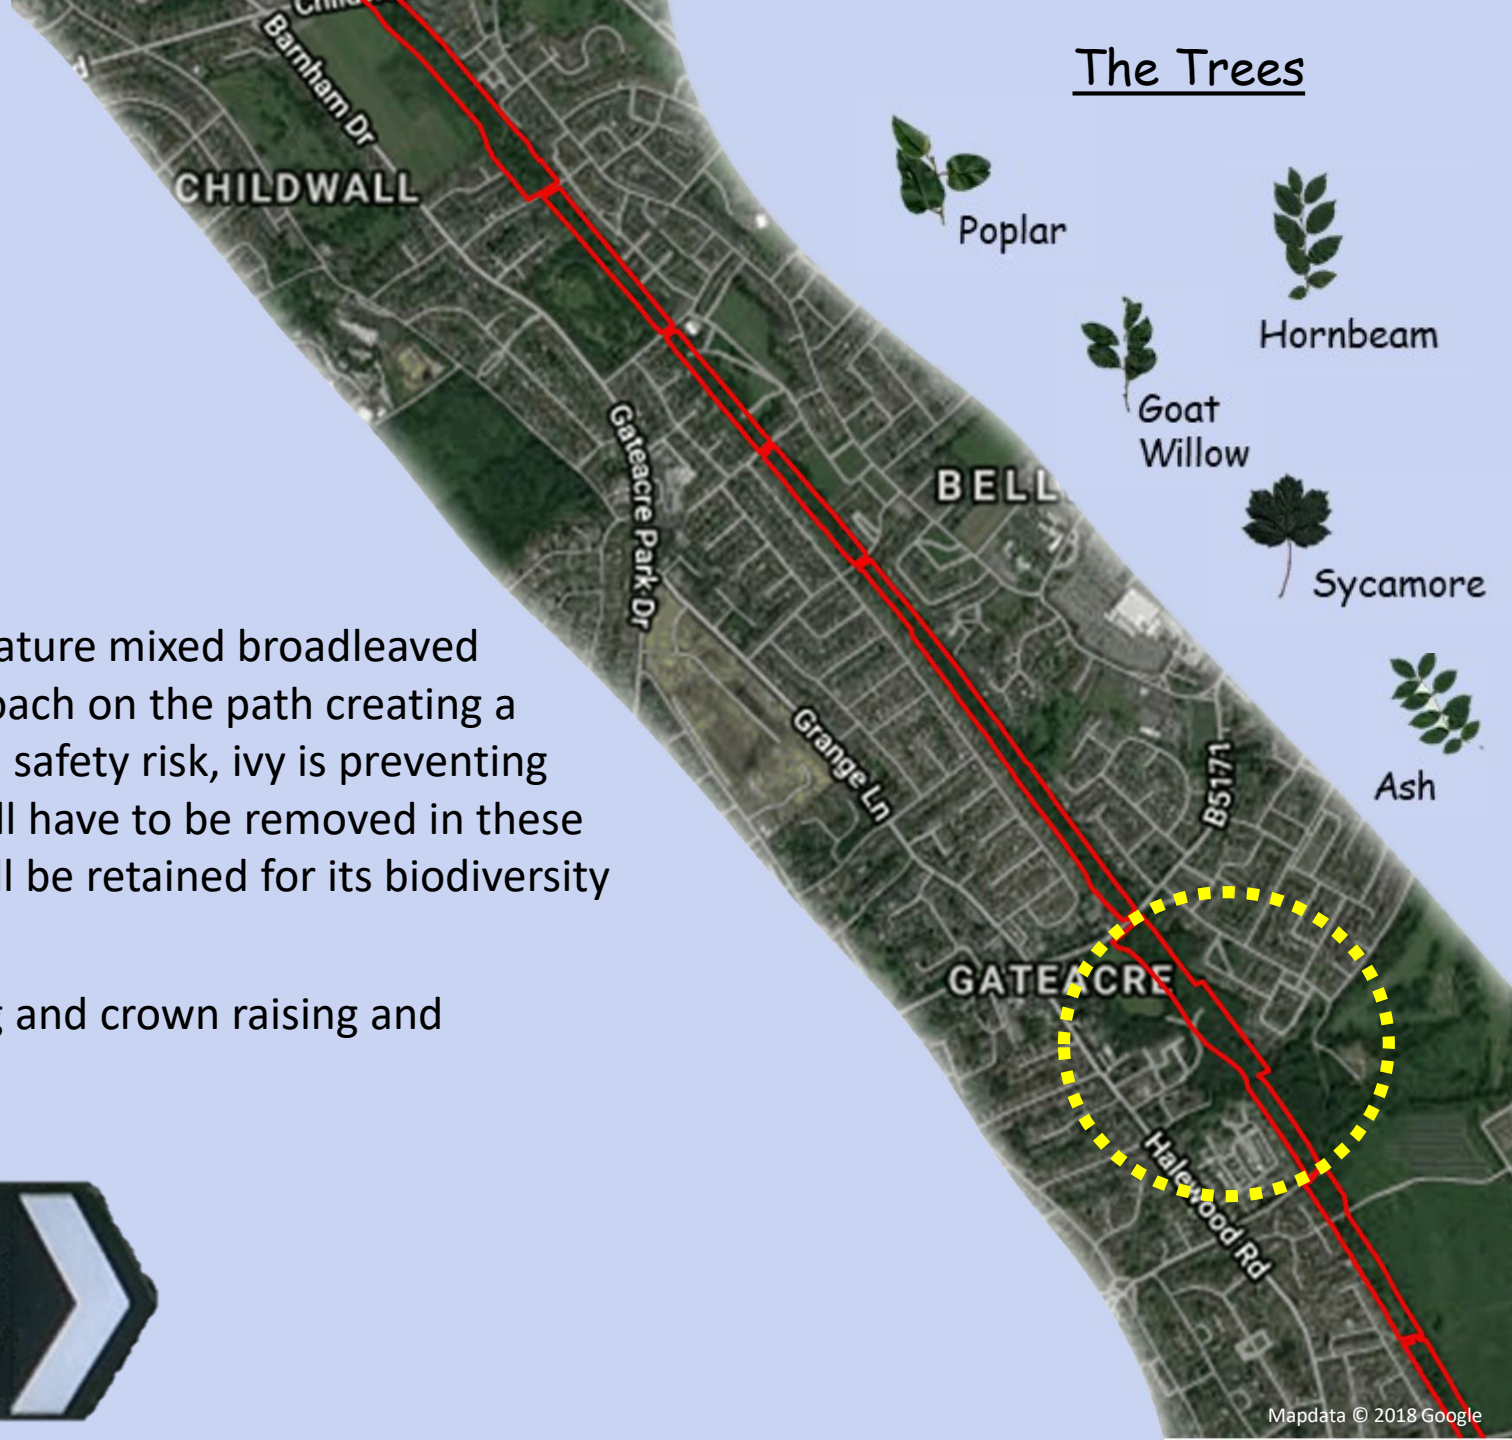 The Trees
Poplar
Hornbeam
Goat
Willow
Sycamore
Ash
Barnham Dr
CHILDWALL
Gateacre Park Dr
BELL
Grange Ln
B5171
GATEACRE
Halewood Rd
ature mixed broadleaved
oach on the path creating a
safety risk, ivy is preventing
ll have to be removed in these
ll be retained for its biodiversity
g and crown raising and
Mapdata © 2018 Google